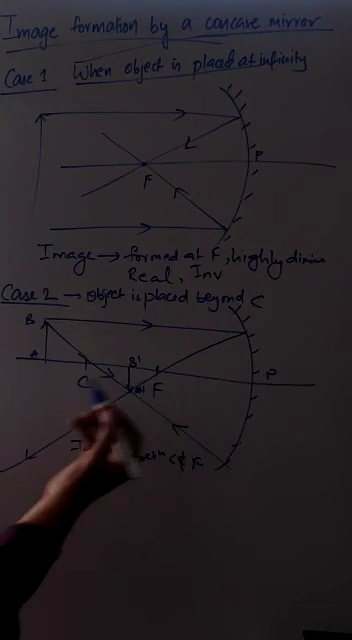 Image formation by a concave mirror
Case 1 When object is placed at infinity
P
F
Image → formed at F, highly dimin
Real, Inv
Case 2 → Object is placed beyond C
B
A
B'
C
F
P
betn C & F